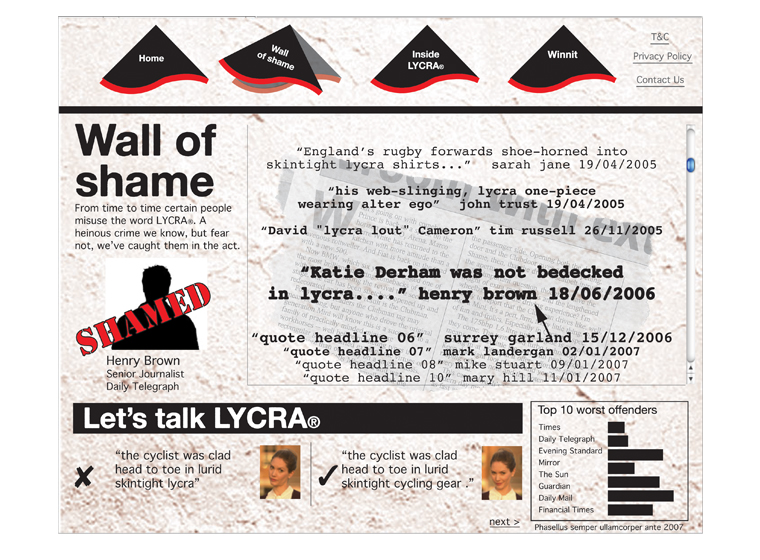 Home
Wall
of shame
Inside
LYCRA®
Winnit
T&C
Privacy Policy
Contact Us
Wall of
shame
From time to time certain people
misuse the word LYCRA®. A
heinous crime we know, but fear
not, we've caught them in the act.
SHAMED
Henry Brown
Senior Journalist
Daily Telegraph
“England’s rugby forwards shoe-horned into
skintight lycra shirts...” sarah jane 19/04/2005
“his web-slinging, lycra one-piece
wearing alter ego” john trust 19/04/2005
“David "lycra lout" Cameron” tim russell 26/11/2005
“Katie Derham was not bedecked
in lycra....” henry brown 18/06/2006
“quote headline 06” surrey garland 15/12/2006
“quote headline 07” mark landergan 02/01/2007
“quote headline 08” mike stuart 09/01/2007
“quote headline 10” mary hill 11/01/2007
Let’s talk LYCRA®
“the cyclist was clad
head to toe in lurid
skintight lycra”
“the cyclist was clad
head to toe in lurid
skintight cycling gear .”
next >
Top 10 worst offenders
Times
Daily Telegraph
Evening Standard
Mirror
The Sun
Guardian
Daily Mail
Financial Times
Phasellus semper ullamcorper ante 2007